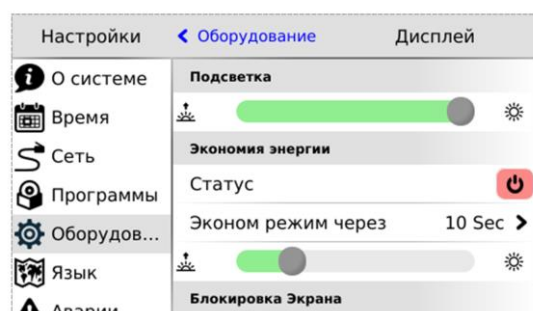 Настройки
Оборудование
Дисплей
О системе
Время
Сеть
Программы
Оборудов...
Язык
Аварии
Подсветка
Экономия энергии
Статус
Эконом режим через 10 Sec
Блокировка Экрана